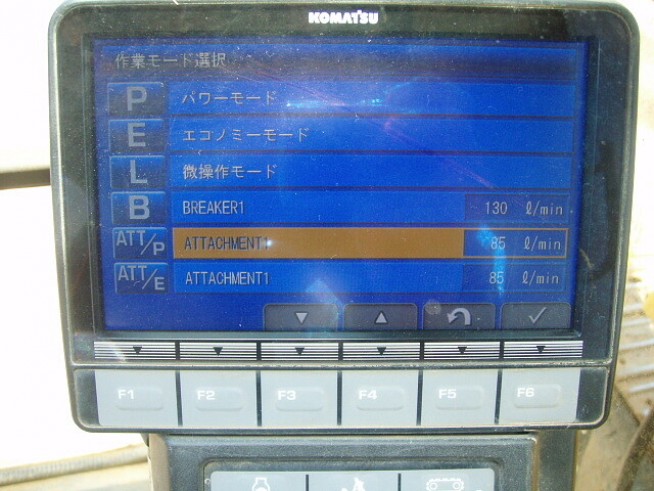 KOMATSU
作業モード選択
P パワーモード
E エコノミーモード
L 微操作モード
B BREAKER1 130 ℓ/min
ATT/P ATTACHMENT1 85 ℓ/min
ATT/E ATTACHMENT1 85 ℓ/min
F1 F2 F3 F4 F5 F6